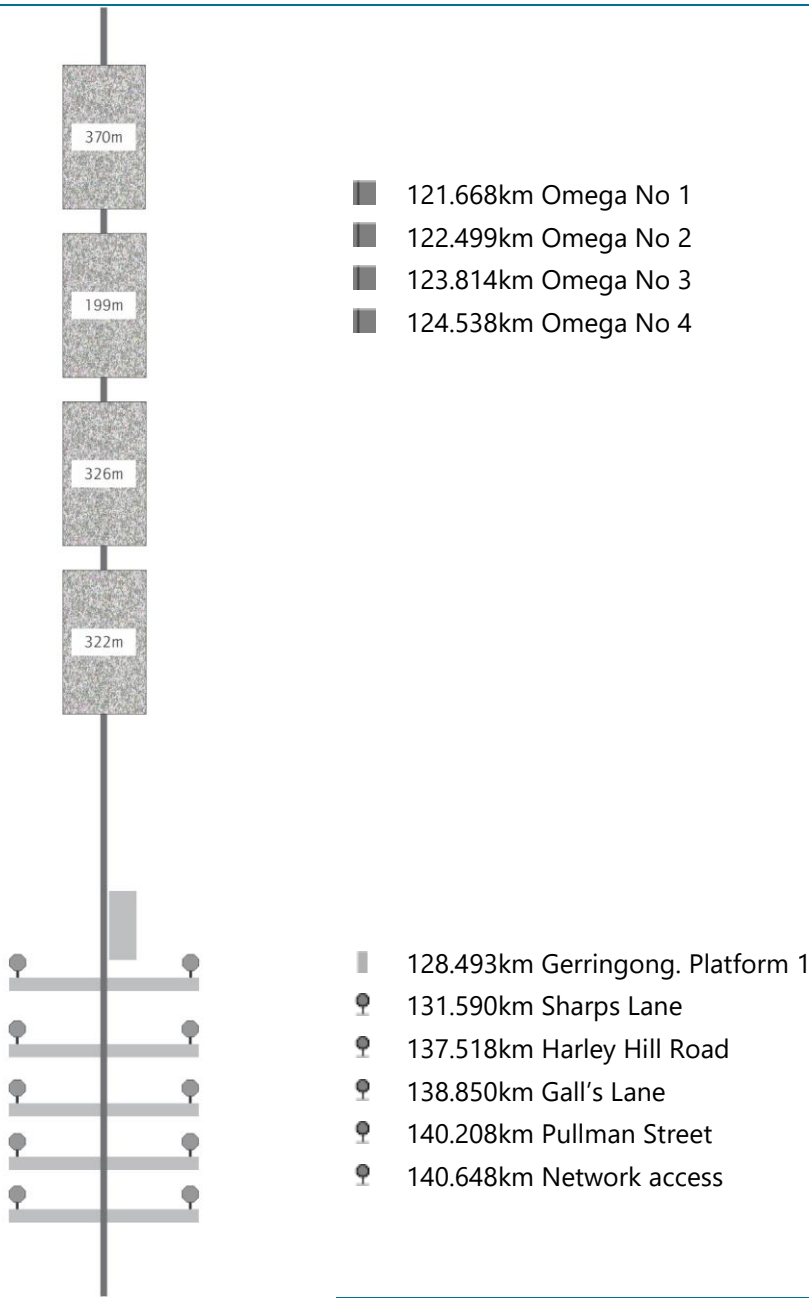 370m
199m
326m
322m
121.668km Omega No 1
122.499km Omega No 2
123.814km Omega No 3
124.538km Omega No 4
128.493km Gerringong. Platform 1
131.590km Sharps Lane
137.518km Harley Hill Road
138.850km Gall’s Lane
140.208km Pullman Street
140.648km Network access